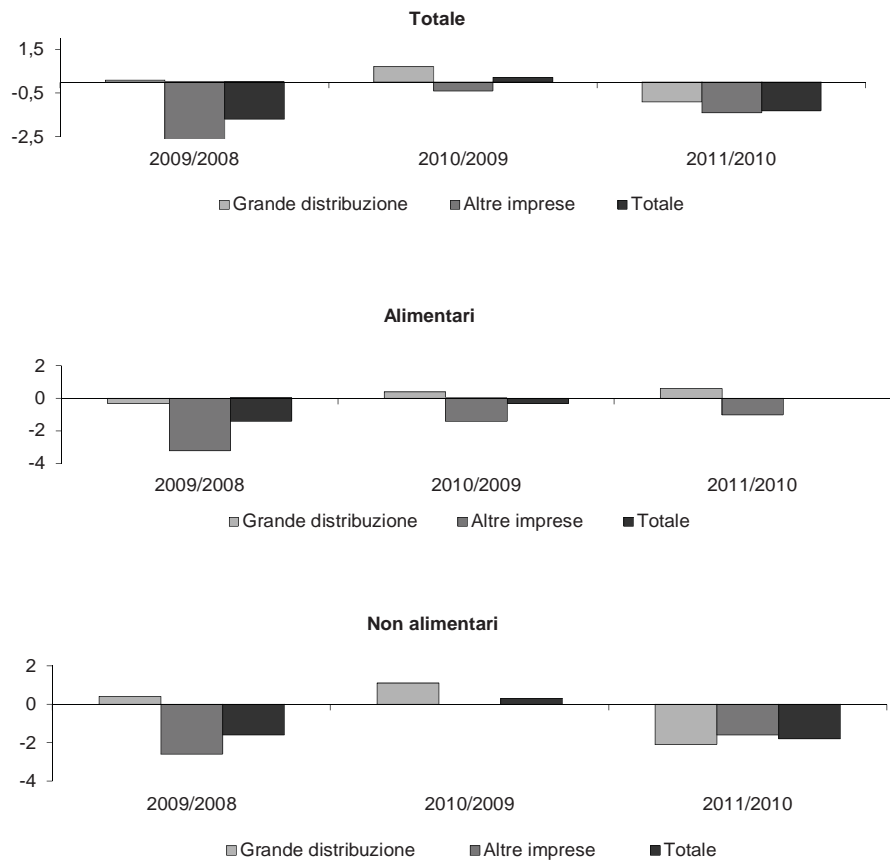 Totale
1,5
-0,5
-2,5
2009/2008 2010/2009 2011/2010
Grande distribuzione Altre imprese Totale
Alimentari
2
0
-2
-4
2009/2008 2010/2009 2011/2010
Grande distribuzione Altre imprese Totale
Non alimentari
2
0
-2
-4
2009/2008 2010/2009 2011/2010
Grande distribuzione Altre imprese Totale